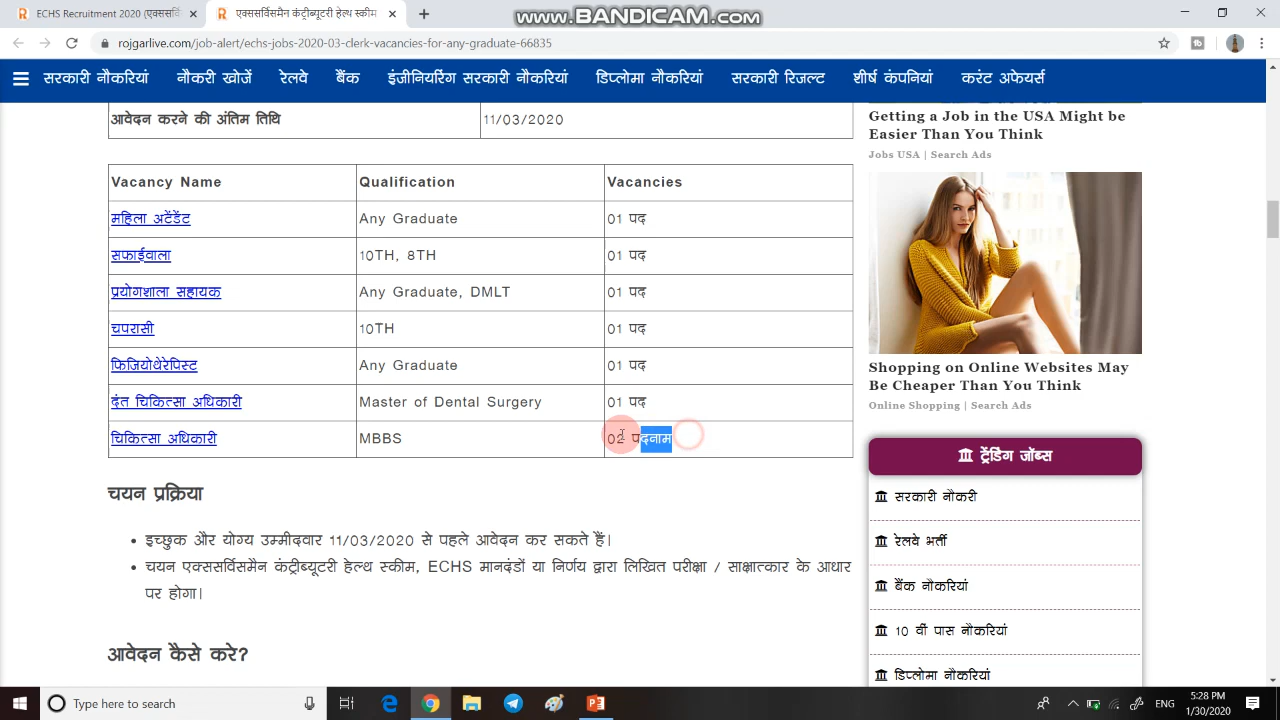 ECHS Recruitment 2020 (एक्ससर्वि
एक्ससर्विसमैन कंट्रीब्यूटरी हेल्थ स्कीम
www.BANDICAM.com
rojgarlive.com/job-alert/echs-jobs-2020-03-clerk-vacancies-for-any-graduate-66835
सरकारी नौकरियां नौकरी खोजें रेलवे बैंक इंजीनियरिंग सरकारी नौकरियां डिप्लोमा नौकरियां सरकारी रिजल्ट शीर्ष कंपनियां करंट अफेयर्स
आवेदन करने की अंतिम तिथि 11/03/2020
Vacancy Name Qualification Vacancies
महिला अटेंडेंट Any Graduate 01 पद
सफाईवाला 10TH, 8TH 01 पद
प्रयोगशाला सहायक Any Graduate, DMLT 01 पद
चपरासी 10TH 01 पद
फिजियोथेरेपिस्ट Any Graduate 01 पद
दंत चिकित्सा अधिकारी Master of Dental Surgery 01 पद
चिकित्सा अधिकारी MBBS 02 पदनाम
चयन प्रक्रिया
• इच्छुक और योग्य उम्मीदवार 11/03/2020 से पहले आवेदन कर सकते हैं।
• चयन एक्ससर्विसमैन कंट्रीब्यूटरी हेल्थ स्कीम, ECHS मानदंडों या निर्णय द्वारा लिखित परीक्षा / साक्षात्कार के आधार
पर होगा।
आवेदन कैसे करे?
Getting a Job in the USA Might be
Easier Than You Think
Jobs USA | Search Ads
Shopping on Online Websites May
Be Cheaper Than You Think
Online Shopping | Search Ads
ट्रेंडिंग जॉब्स
सरकारी नौकरी
रेलवे भर्ती
बैंक नौकरियां
10 वीं पास नौकरियां
डिप्लोमा नौकरियां
Type here to search
ENG
5:28 PM
1/30/2020